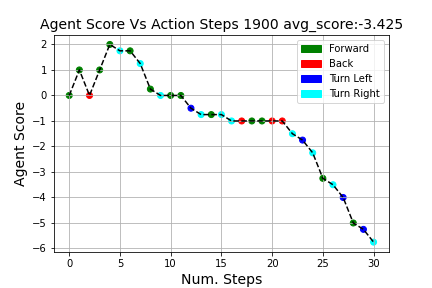 Agent Score Vs Action Steps 1900 avg_score:-3.425
Forward
Back
Turn Left
Turn Right
2
1
0
−1
−2
−3
−4
−5
−6
Agent Score
0 5 10 15 20 25 30
Num. Steps